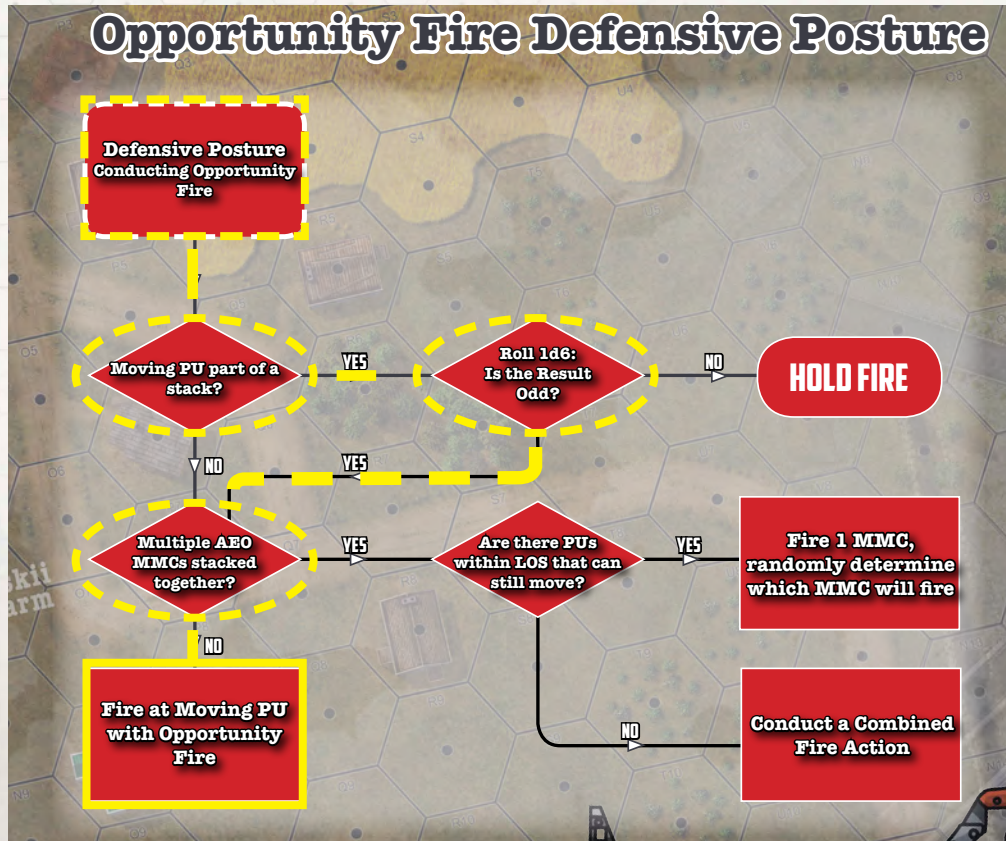 Opportunity Fire Defensive Posture
Defensive Posture
Conducting Opportunity
Fire
Moving PU part of a
stack?
YES
Roll 1d6:
Is the Result
Odd?
NO
HOLD FIRE
NO
YES
Multiple AEO
MMCs stacked
together?
YES
Are there PUs
within LOS that can
still move?
YES
Fire 1 MMC,
randomly determine
which MMC will fire
NO
Fire at Moving PU
with Opportunity
Fire
NO
Conduct a Combined
Fire Action